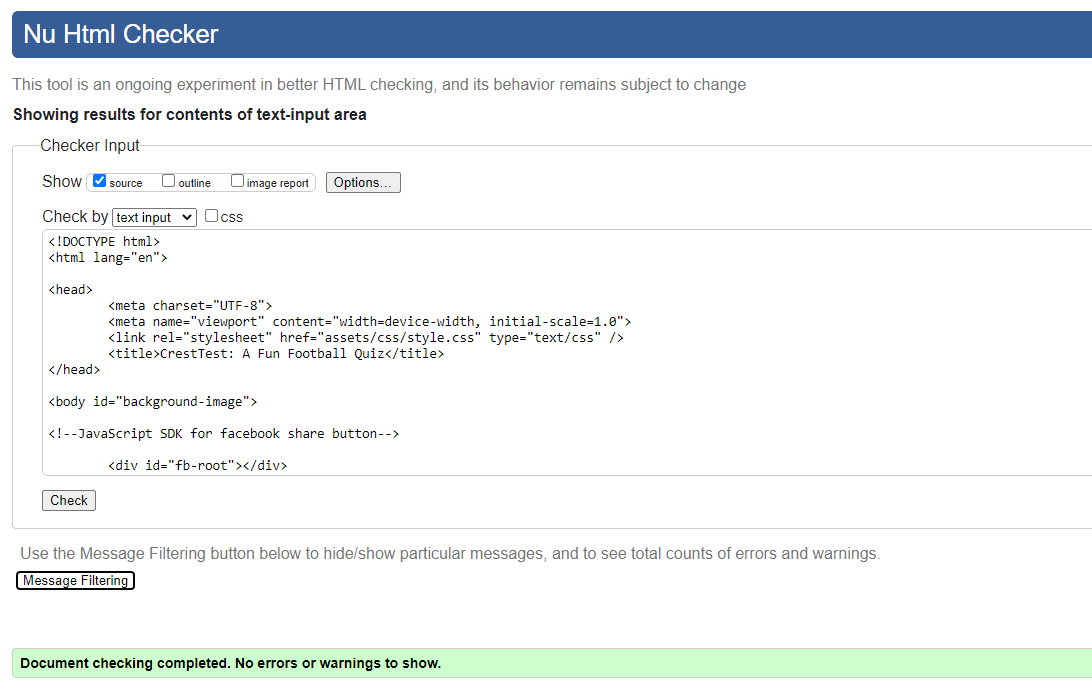 Nu Html Checker
This tool is an ongoing experiment in better HTML checking, and its behavior remains subject to change
Showing results for contents of text-input area
Checker Input
Show source outline image report Options...
Check by text input css
<!DOCTYPE html>
<html lang="en">
<head>
<meta charset="UTF-8">
<meta name="viewport" content="width=device-width, initial-scale=1.0">
<link rel="stylesheet" href="assets/css/style.css" type="text/css" />
<title>CrestTest: A Fun Football Quiz</title>
</head>
<body id="background-image">
<!--JavaScript SDK for facebook share button-->
<div id="fb-root"></div>
Check
Use the Message Filtering button below to hide/show particular messages, and to see total counts of errors and warnings.
Message Filtering
Document checking completed. No errors or warnings to show.